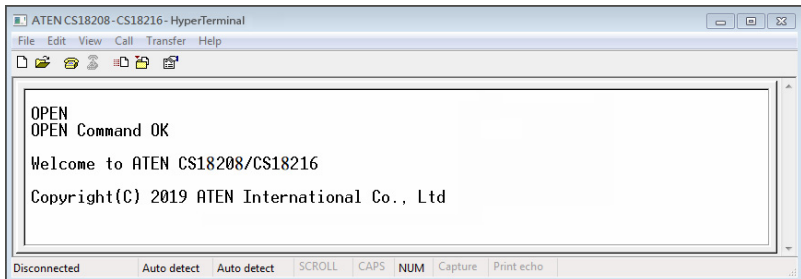 ATEN CS18208-CS18216 - HyperTerminal
File Edit View Call Transfer Help
OPEN
OPEN Command OK
Welcome to ATEN CS18208/CS18216
Copyright(C) 2019 ATEN International Co., Ltd
Disconnected Auto detect Auto detect SCROLL CAPS NUM Capture Print echo